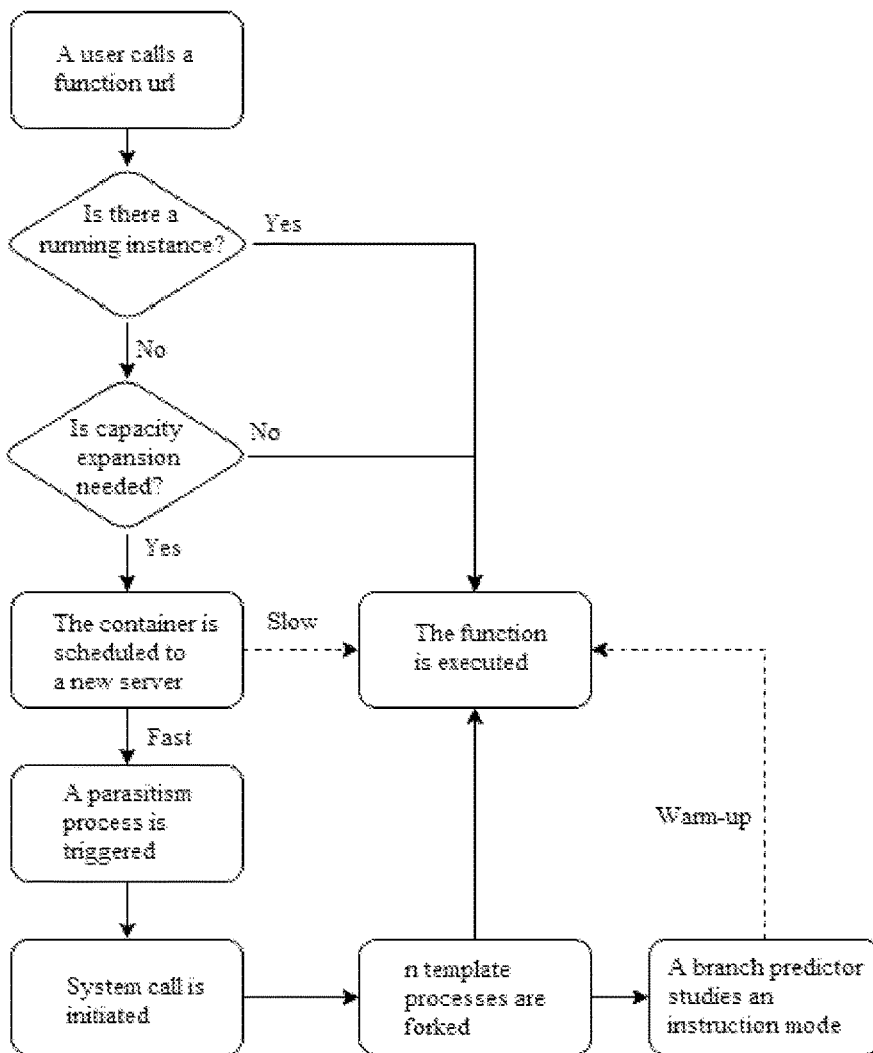 A user calls a
function url
Is there a
running instance?
Yes
No
Is capacity
expansion
needed?
No
Yes
The container is
scheduled to
a new server
Slow
The function
is executed
Fast
A parasitism
process is
triggered
Warm-up
System call is
initiated
n template
processes are
forked
A branch predictor
studies an
instruction mode